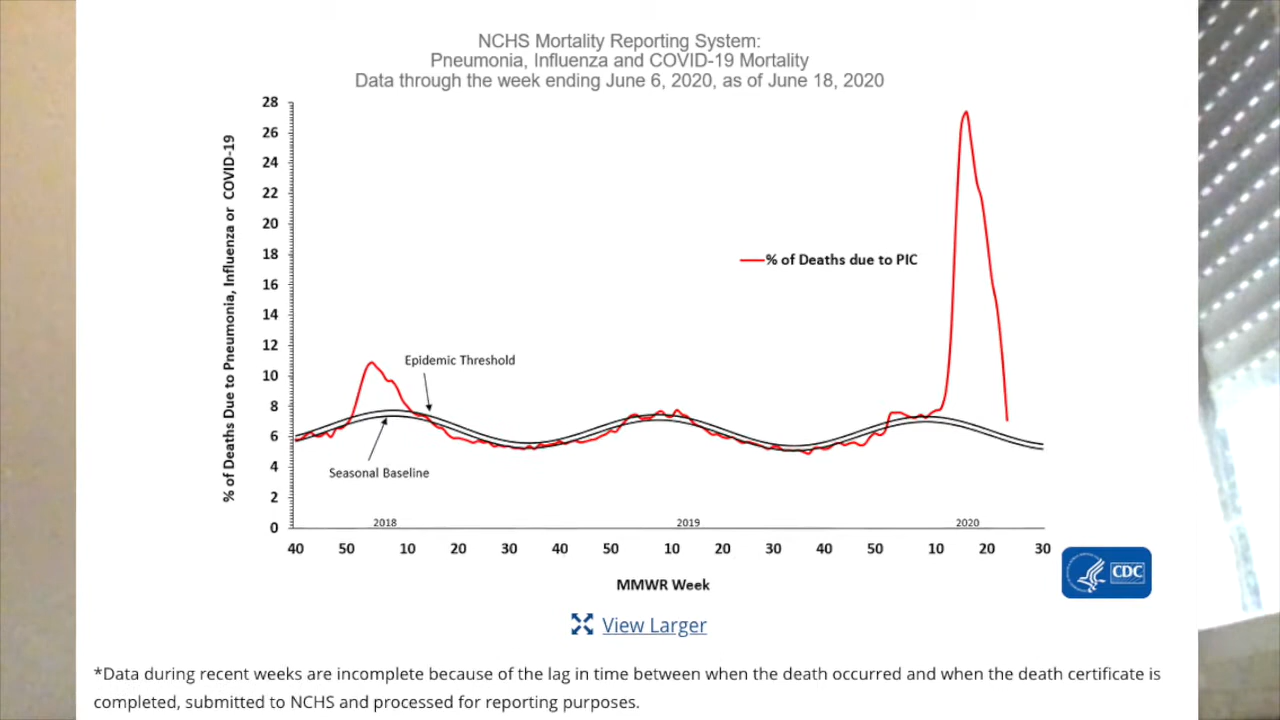 NCHS Mortality Reporting System:
Pneumonia, Influenza and COVID-19 Mortality
Data through the week ending June 6, 2020, as of June 18, 2020
28
26
24
22
20
18
16
14
12
10
8
6
4
2
0
% of Deaths Due to Pneumonia, Influenza or COVID-19
% of Deaths due to PIC
Epidemic Threshold
Seasonal Baseline
2018 2019 2020
40 50 10 20 30 40 50 10 20 30 40 50 10 20 30
MMWR Week
CDC
View Larger
*Data during recent weeks are incomplete because of the lag in time between when the death occurred and when the death certificate is
completed, submitted to NCHS and processed for reporting purposes.